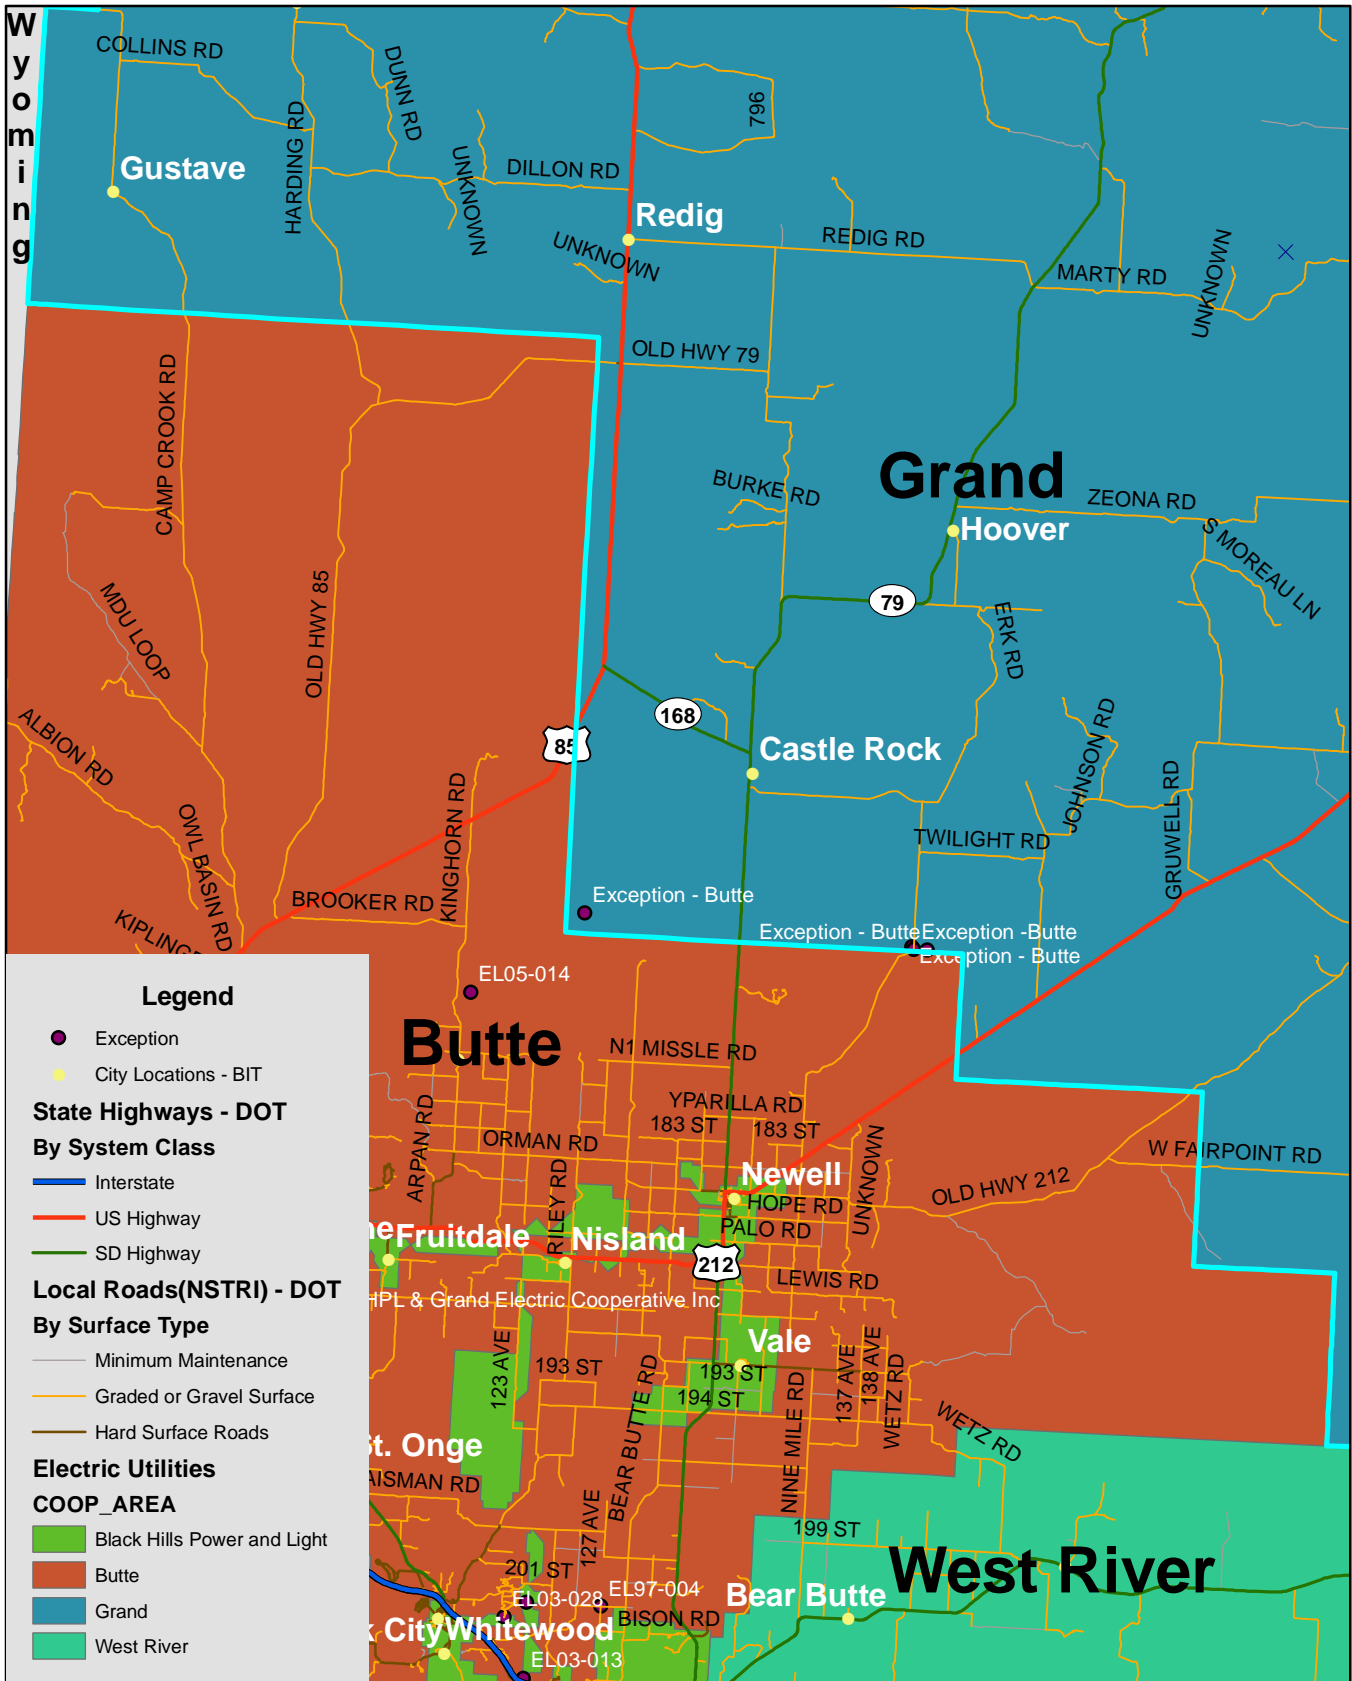 Wyoming
COLLINS RD
DUNN RD
796
HARDING RD
Gustave
UNKNOWN
DILLON RD
Redig
UNKNOWN
REDIG RD
UNKNOWN
MARTY RD
OLD HWY 79
CAMP CROOK RD
Grand
BURKE RD
ZEONA RD
Hoover
S MOREAU LN
MDU LOOP
OLD HWY 85
79
ERK RD
168
85
Castle Rock
ALBION RD
JOHNSON RD
GRUWELL RD
KINGHORN RD
OWL BASIN RD
TWILIGHT RD
BROOKER RD
Exception - Butte
Exception - Butte
Exception -Butte
Exception - Butte
EL05-014
Butte
N1 MISSLE RD
YPARILLA RD
183 ST
183 ST
ARPAN RD
ORMAN RD
W FAIRPOINT RD
RILEY RD
Newell
UNKNOWN
HOPE RD
OLD HWY 212
PALO RD
ne
Fruitdale
Nisland
212
LEWIS RD
HPL & Grand Electric Cooperative Inc
Vale
123 AVE
193 ST
193 ST
194 ST
BEAR BUTTE RD
137 AVE
138 AVE
WETZ RD
NINE MILE RD
WETZ RD
St. Onge
AISMAN RD
127 AVE
199 ST
West River
201 ST
EL03-028
EL97-004
Bear Butte
BISON RD
k City
Whitewood
EL03-013
Legend
Exception
City Locations - BIT
State Highways - DOT
By System Class
Interstate
US Highway
SD Highway
Local Roads(NSTRI) - DOT
By Surface Type
Minimum Maintenance
Graded or Gravel Surface
Hard Surface Roads
Electric Utilities
COOP_AREA
Black Hills Power and Light
Butte
Grand
West River